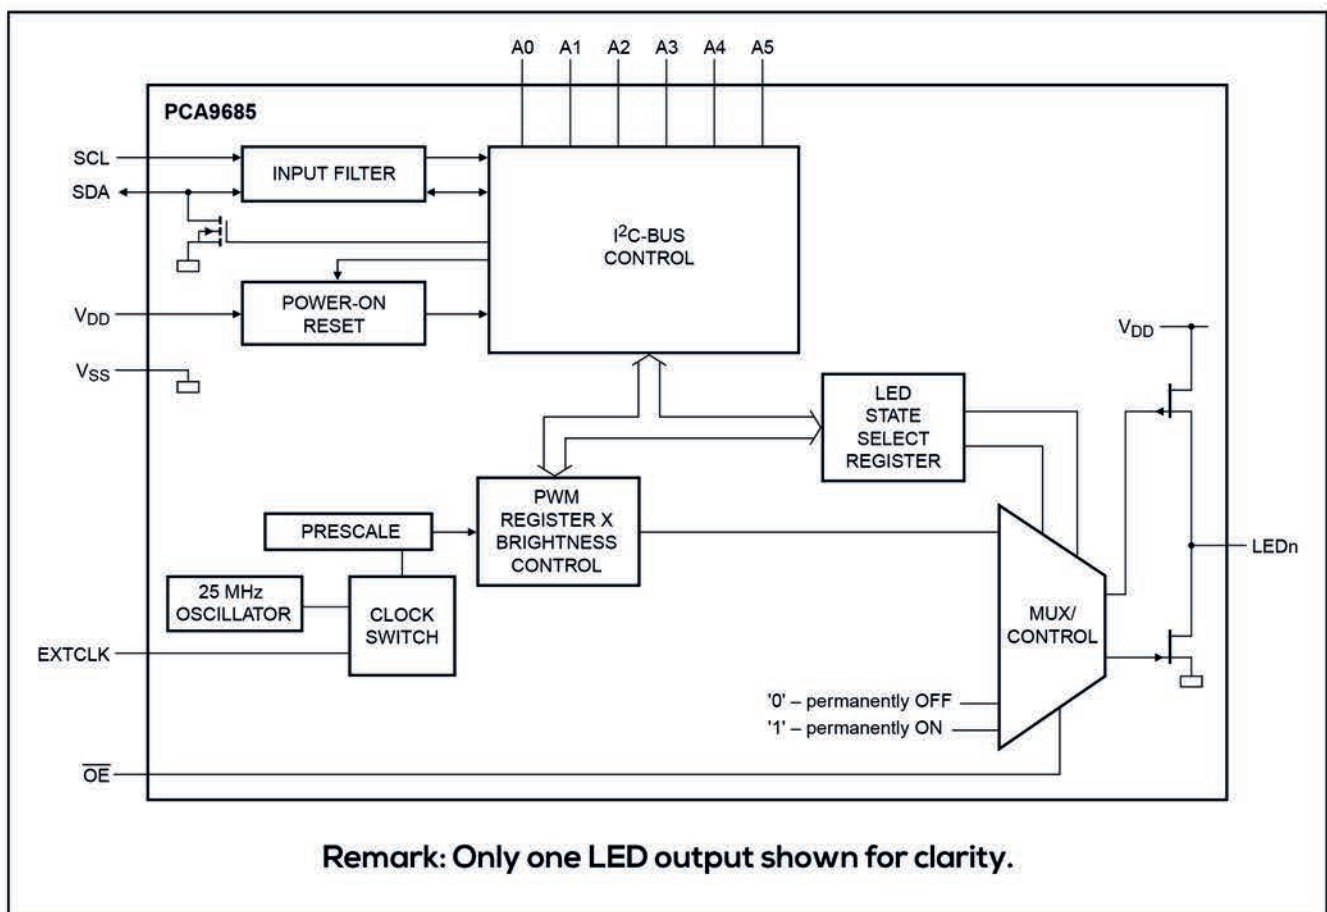 A0 A1 A2 A3 A4 A5
PCA9685
SCL
INPUT FILTER
SDA
I²C-BUS
CONTROL
POWER-ON
RESET
VDD
VSS
VDD
LED
STATE
SELECT
REGISTER
PWM
REGISTER X
BRIGHTNESS
CONTROL
PRESCALE
LEDn
25 MHz
OSCILLATOR
CLOCK
SWITCH
MUX/
CONTROL
EXTCLK
'0' – permanently OFF
'1' – permanently ON
O̅E̅
Remark: Only one LED output shown for clarity.